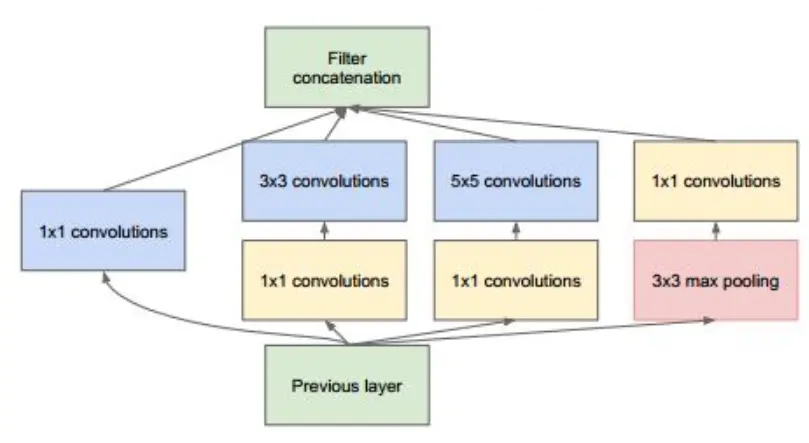 Filter
concatenation
3x3 convolutions
5x5 convolutions
1x1 convolutions
1x1 convolutions
1x1 convolutions
1x1 convolutions
3x3 max pooling
Previous layer